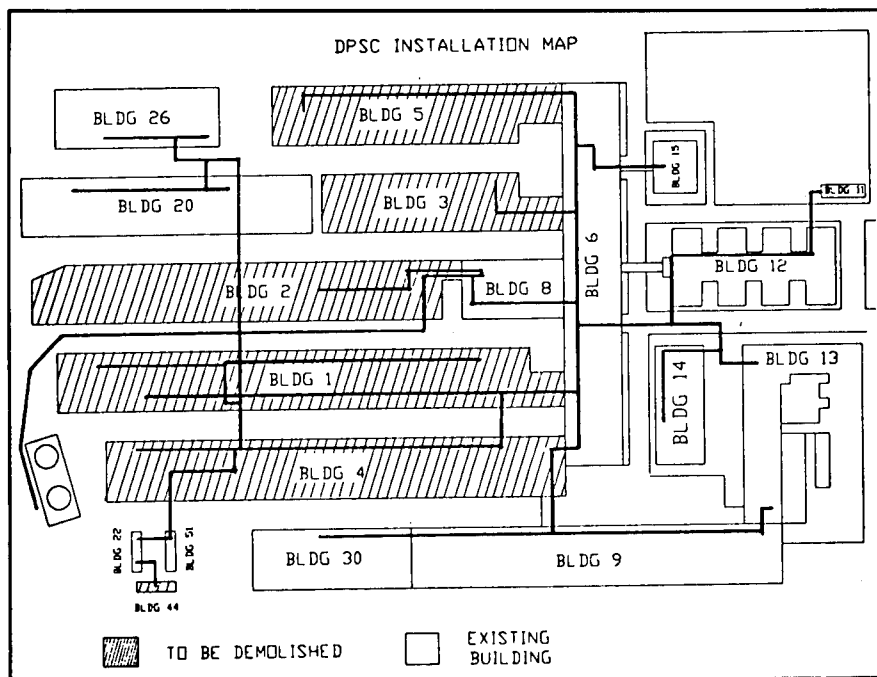 DPSC INSTALLATION MAP
BLDG 26
BLDG 5
BLDG 15
BLDG 11
BLDG 20
BLDG 3
BLDG 6
BLDG 12
BLDG 2
BLDG 8
BLDG 1
BLDG 14
BLDG 13
BLDG 4
BLDG 22
BLDG 51
BLDG 30
BLDG 9
BLDG 44
TO BE DEMOLISHED
EXISTING
BUILDING